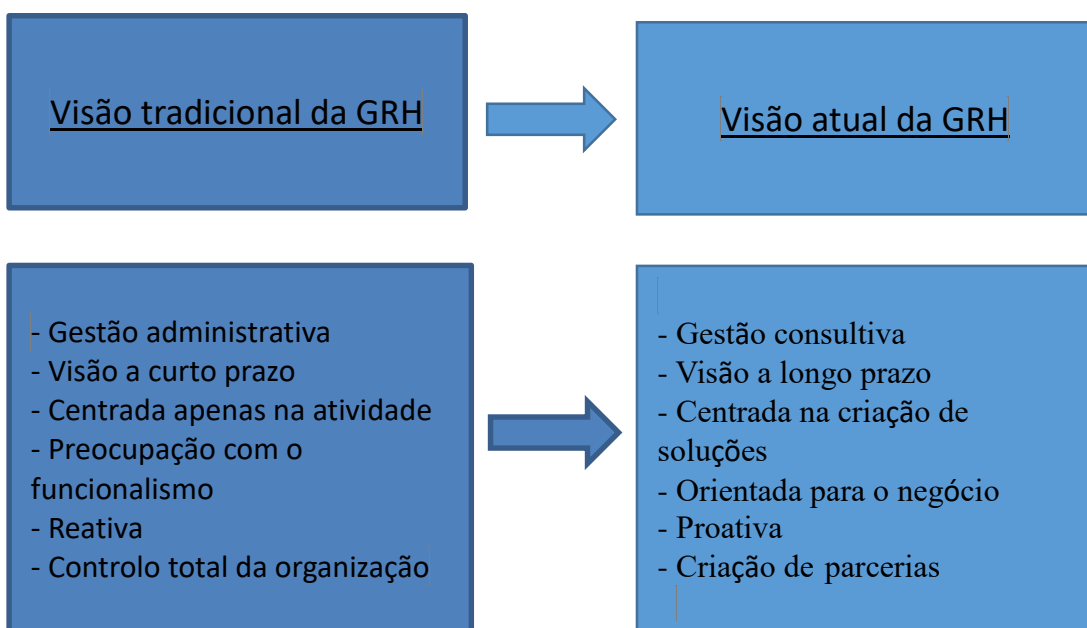 Visão tradicional da GRH
Visão atual da GRH
- Gestão administrativa
- Visão a curto prazo
- Centrada apenas na atividade
- Preocupação com o
funcionalismo
- Reativa
- Controlo total da organização
- Gestão consultiva
- Visão a longo prazo
- Centrada na criação de
soluções
- Orientada para o negócio
- Proativa
- Criação de parcerias